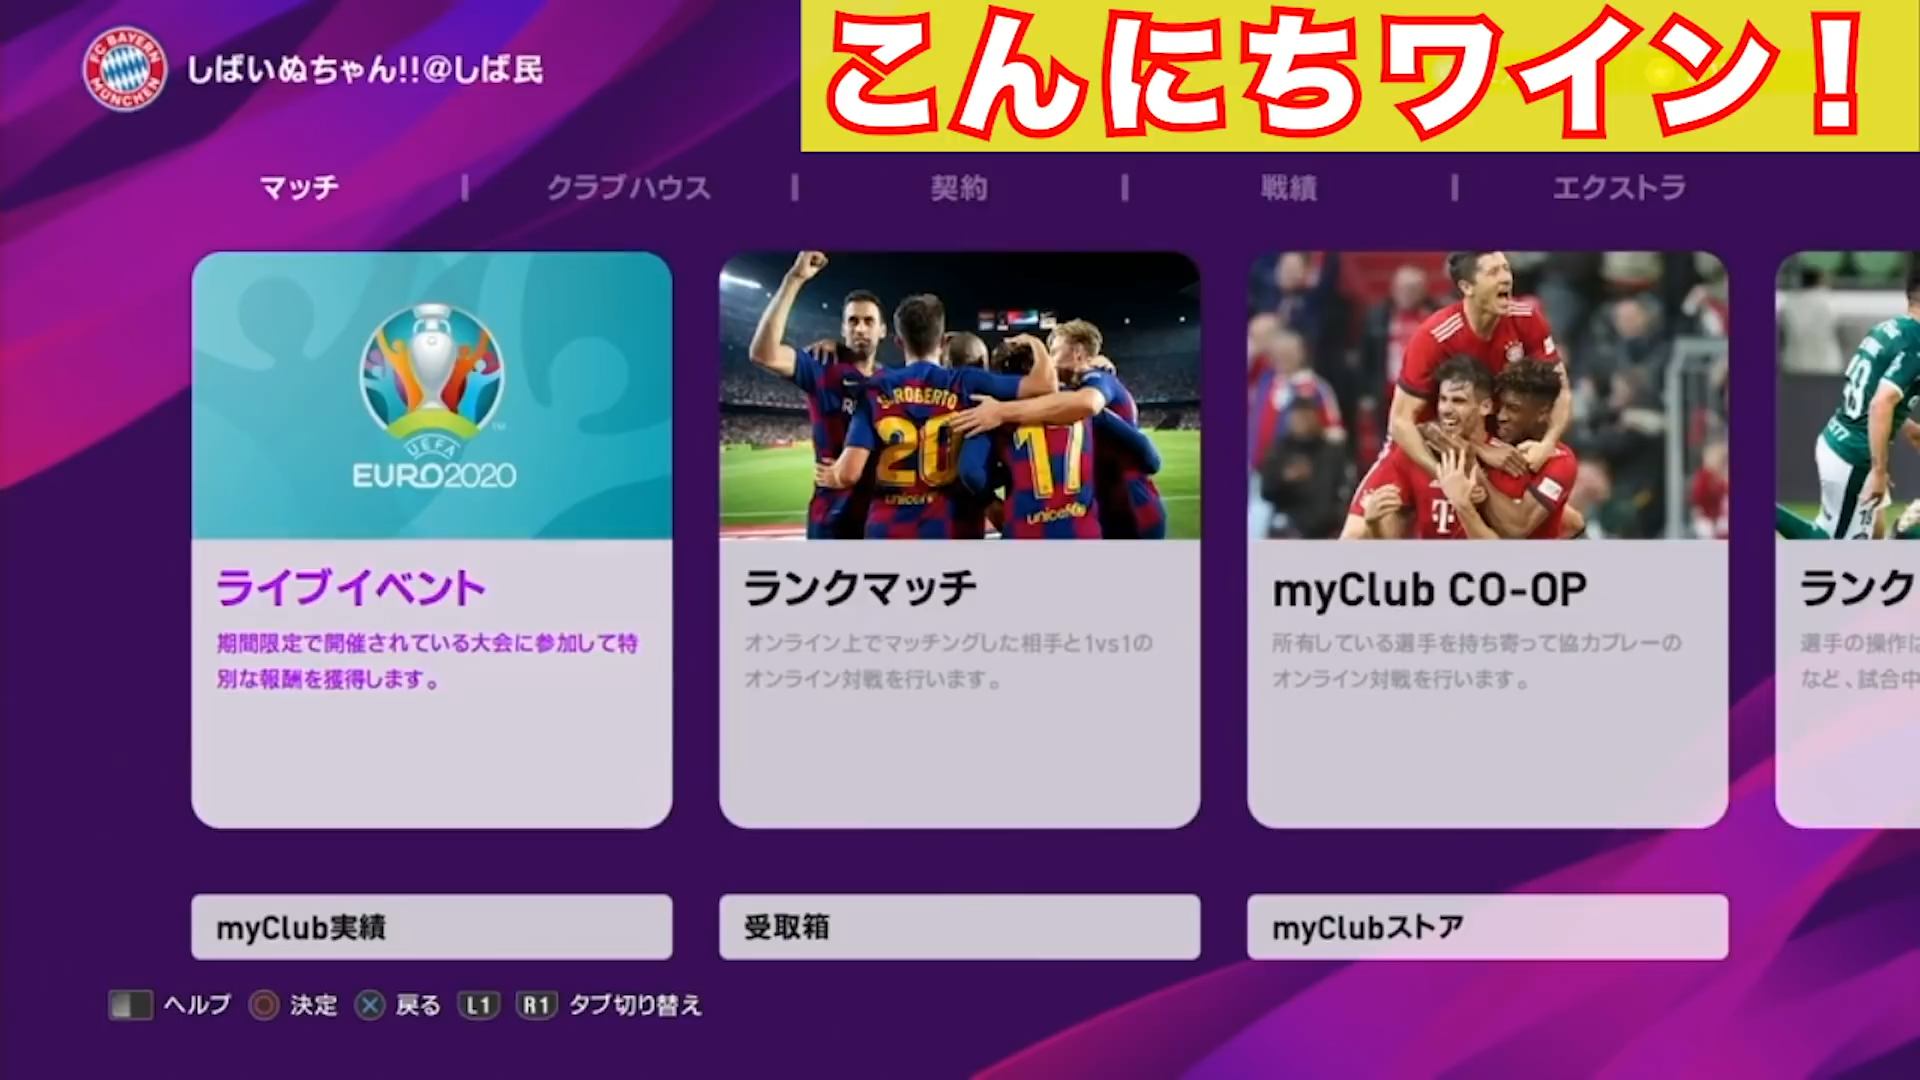 FC BAYERN MÜNCHEN
しばいぬちゃん!!@しば民
こんにちワイン！
マッチ
クラブハウス
契約
戦績
エクストラ
UEFA
EURO2020
ライブイベント
期間限定で開催されている大会に参加して特
別な報酬を獲得します。
S.ROBERTO
20
unicef
17
unicef
ランクマッチ
オンライン上でマッチングした相手と1vs1の
オンライン対戦を行います。
T
myClub CO-OP
所有している選手を持ち寄って協力プレーの
オンライン対戦を行います。
ランク
選手の操作は
など、試合中
myClub実績
受取箱
myClubストア
ヘルプ
決定
戻る
L1
R1
タブ切り替え